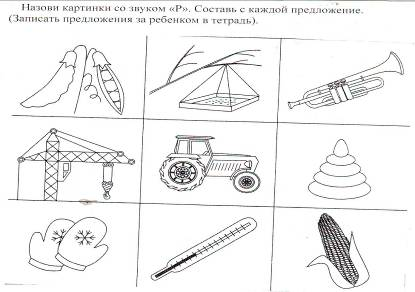 Назови картинки со звуком «Р». Составь с каждой предложение.
(Записать предложения за ребенком в тетрадь).